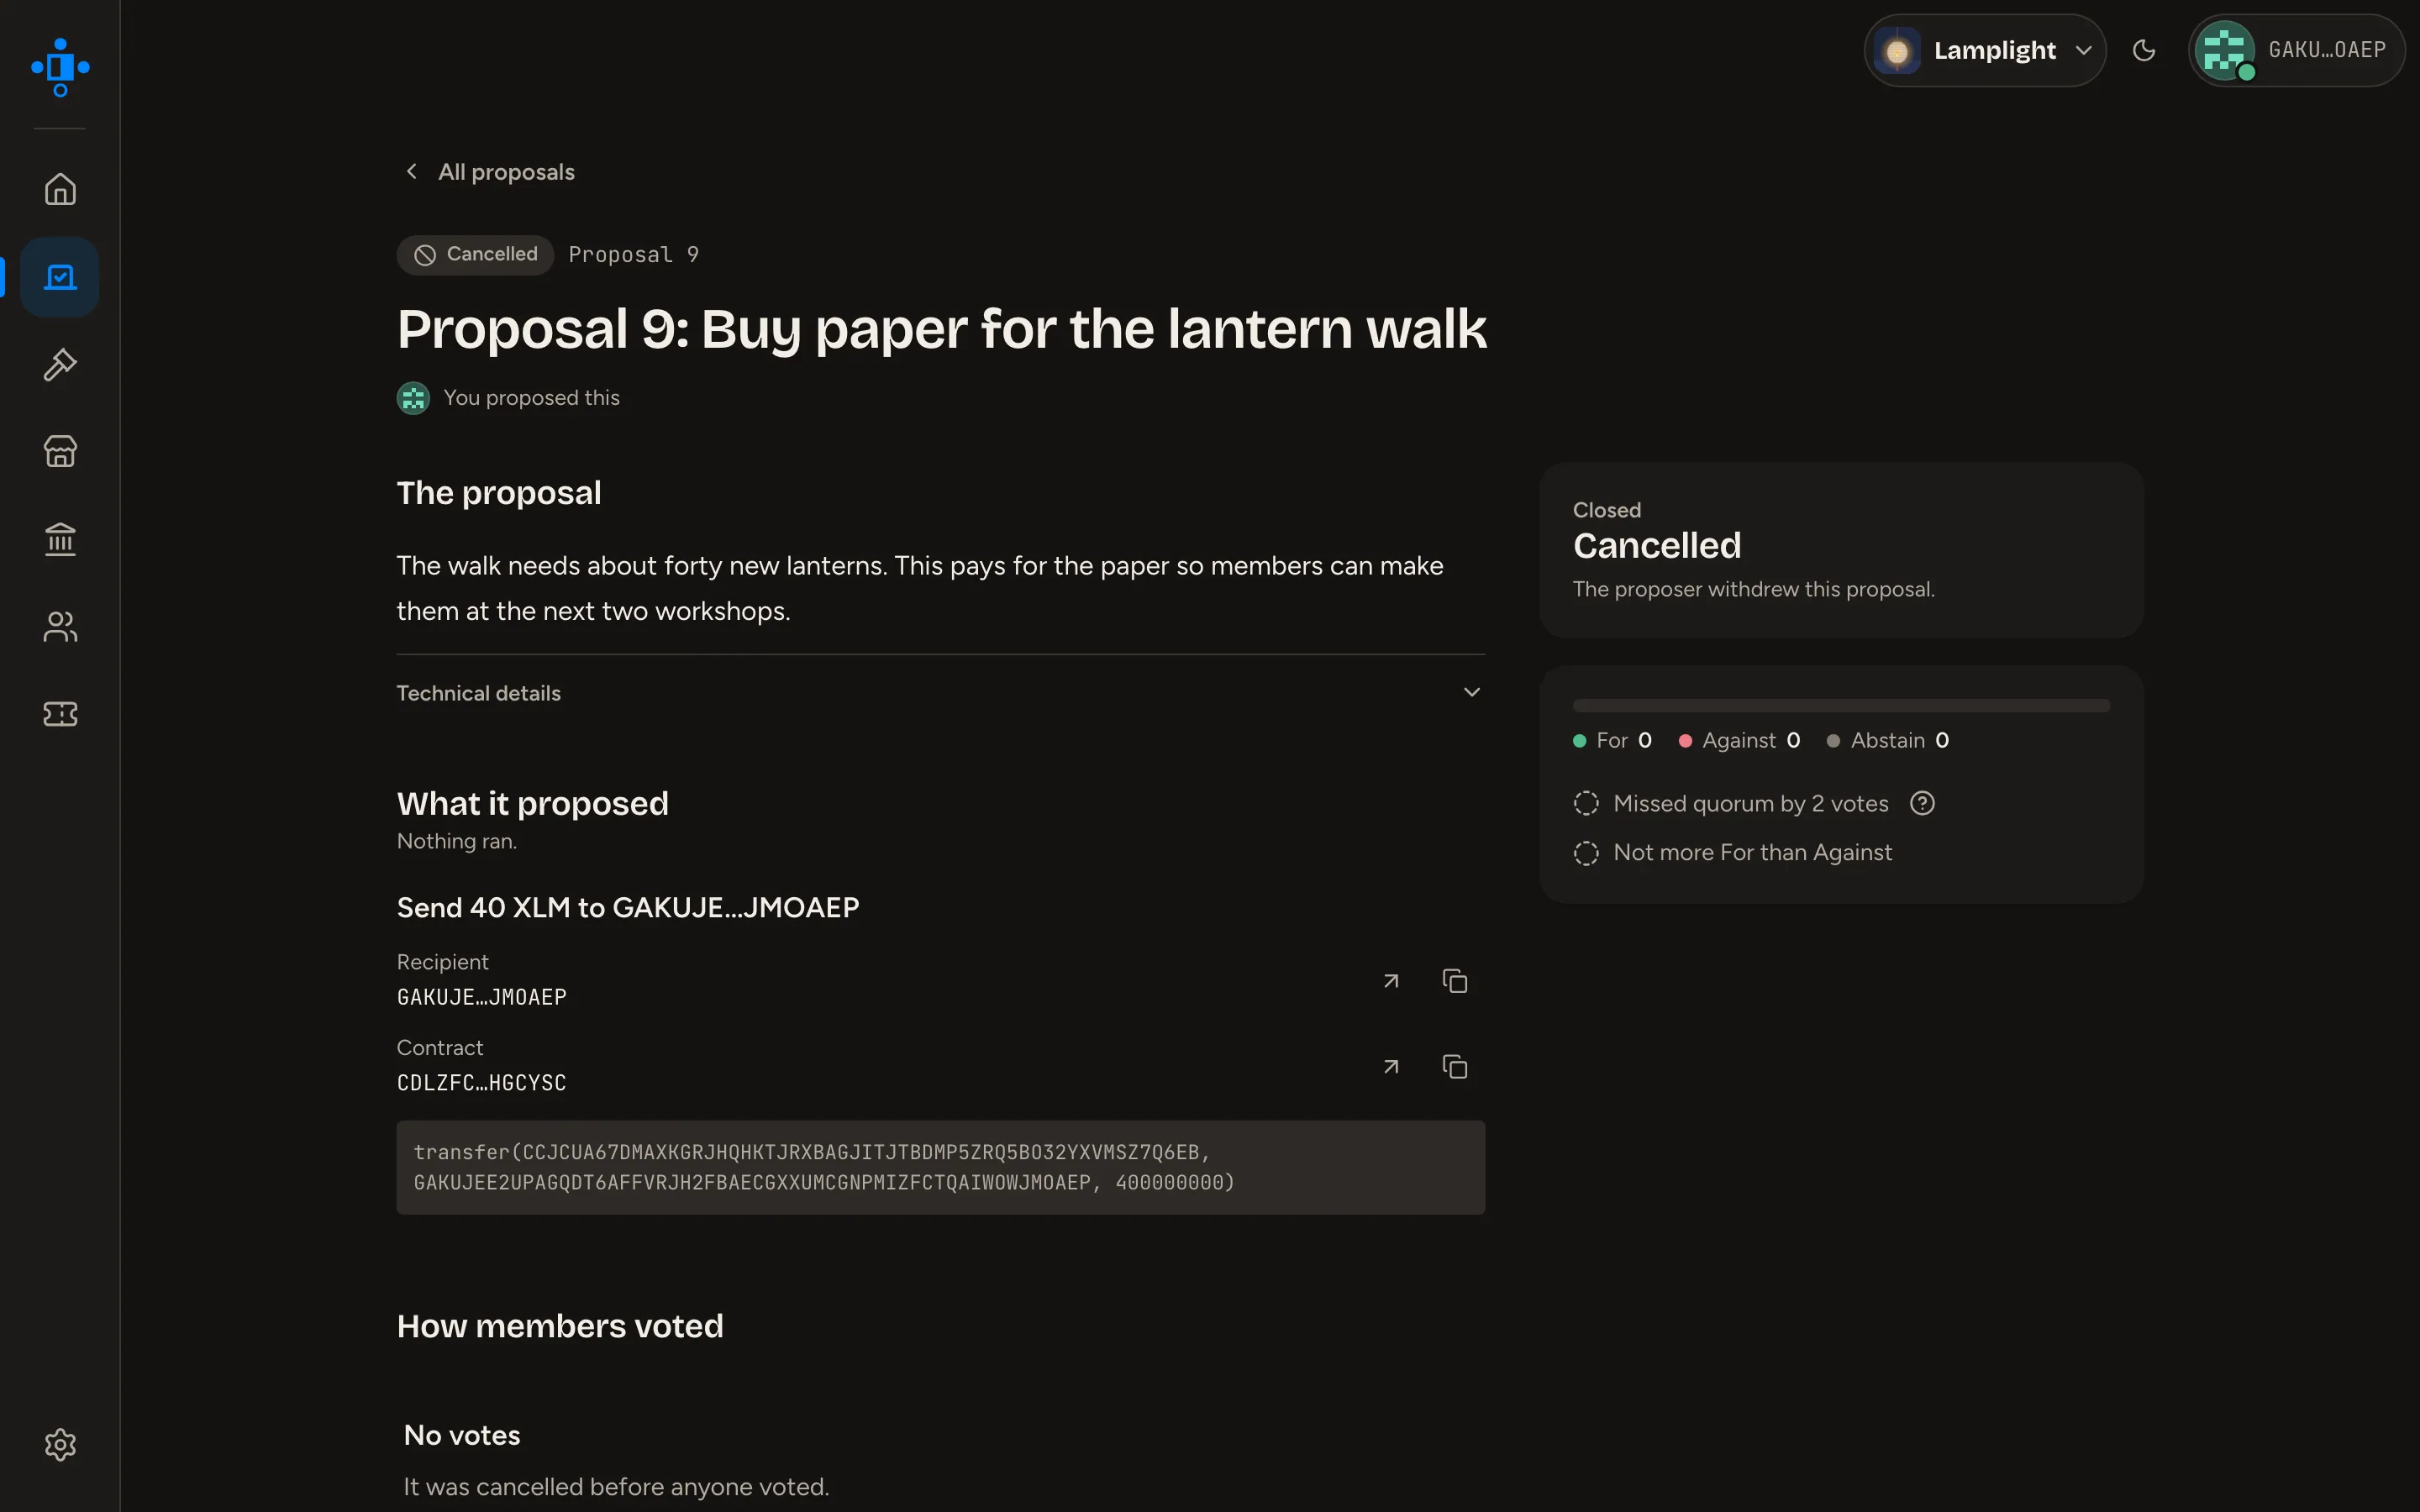 Lamplight
GAKU…OAEP
All proposals
Cancelled
Proposal 9
Proposal 9: Buy paper for the lantern walk
You proposed this
The proposal
The walk needs about forty new lanterns. This pays for the paper so members can make
them at the next two workshops.
Technical details
What it proposed
Nothing ran.
Send 40 XLM to GAKUJE…JMOAEP
Recipient
GAKUJE…JMOAEP
Contract
CDLZFC…HGCYSC
transfer(CCJCUA67DMAXKGRJHQHKTJRXBAGJITJTBDMP5ZRQ5BO32YXVMSZ7Q6EB,
GAKUJEE2UPAGQDT6AFFVRJH2FBAECGXXUMCGNPMIZFCTQAIWOWJMOAEP, 400000000)
How members voted
No votes
It was cancelled before anyone voted.
Closed
Cancelled
The proposer withdrew this proposal.
For 0 Against 0 Abstain 0
Missed quorum by 2 votes
Not more For than Against